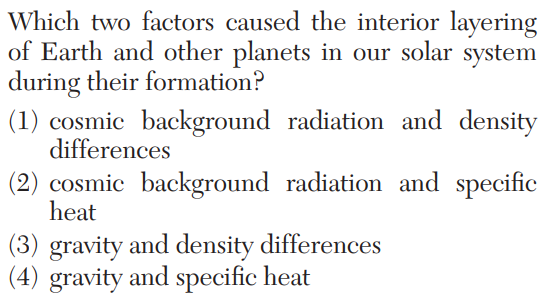 Which two factors caused the interior layering
of Earth and other planets in our solar system
during their formation?
(1) cosmic background radiation and density
differences
(2) cosmic background radiation and specific
heat
(3) gravity and density differences
(4) gravity and specific heat